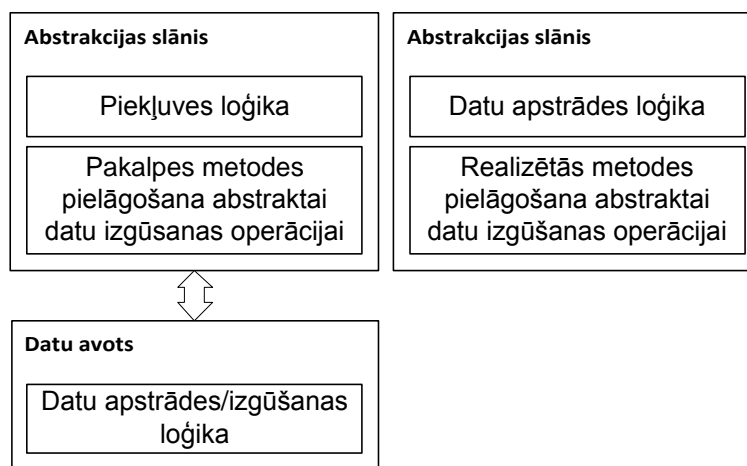 Abstrakcijas slānis
Piekļuves loģika
Pakalpes metodes
pielāgošana abstraktai
datu izgūsanas operācijai
Abstrakcijas slānis
Datu apstrādes loģika
Realizētās metodes
pielāgošana abstraktai
datu izgūšanas operācijai
Datu avots
Datu apstrādes/izgūšanas
loģika